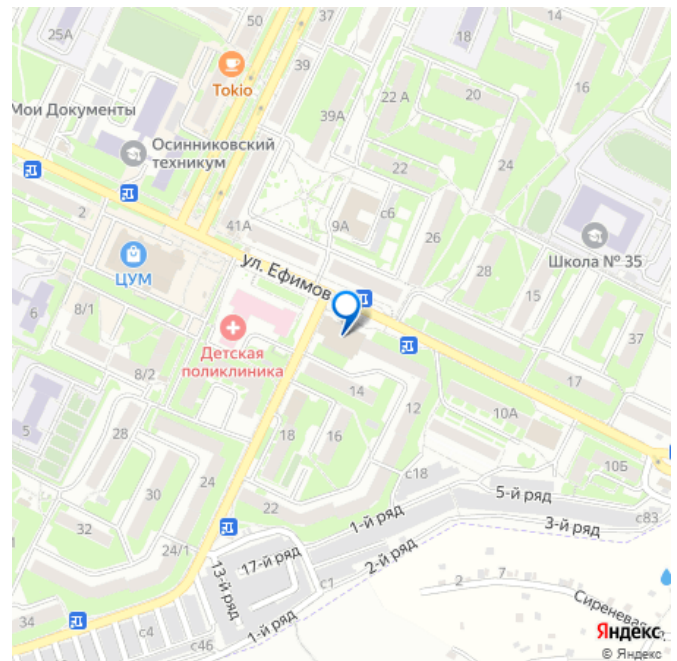 50
37
25А
18
39
Tokio
22 А
20
16
Мои Документы
39А
Осинниковский
техникум
22
24
2
41А
9А
с6
26
Школа № 35
ЦУМ
ул. Ефимов
28
8/1
6
15
Детская
поликлиника
37
8/2
14
17
12
10А
5
28
18
16
10Б
24
с18
30
5-й ряд
22
1-й ряд
с83
32
3-й ряд
24/1
17-й ряд
2-й ряд
13-й ряд
с1
2
7
Сиреневая
34
1-й ряд
с4
с46
Яндекс
© Яндекс